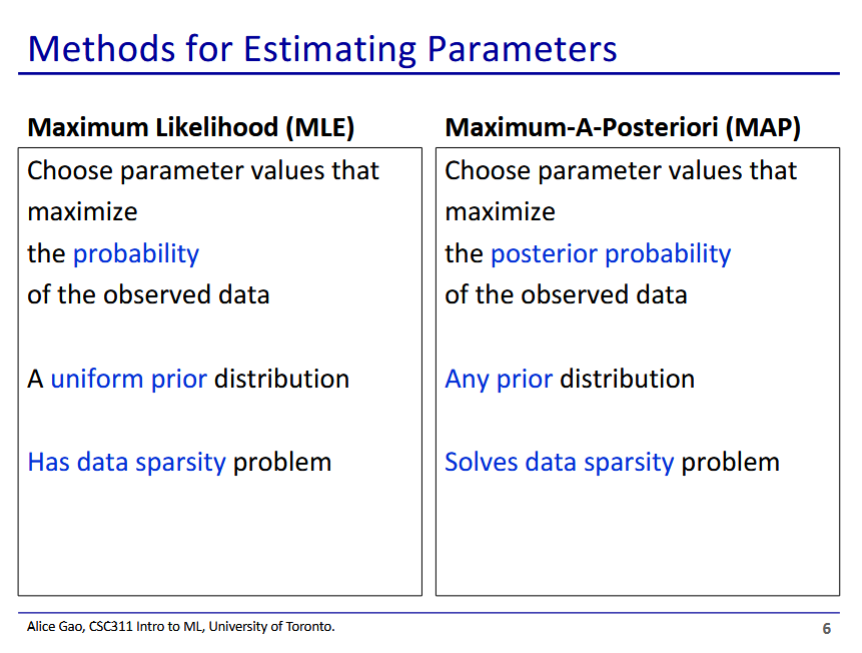 Methods for Estimating Parameters
Maximum Likelihood (MLE)
Choose parameter values that
maximize
the probability
of the observed data
A uniform prior distribution
Has data sparsity problem
Maximum-A-Posteriori (MAP)
Choose parameter values that
maximize
the posterior probability
of the observed data
Any prior distribution
Solves data sparsity problem
Alice Gao, CSC311 Intro to ML, University of Toronto.
6